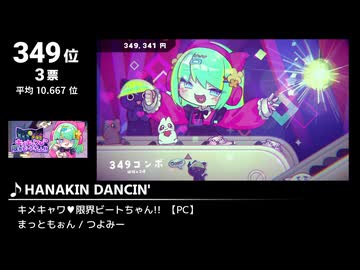 349位
3票
平均 10.667 位
349,341 円
349コンボ
♪HANAKIN DANCIN'
キメキャワ♥限界ビートちゃん!! 【PC】
まっともぉん / つよみー